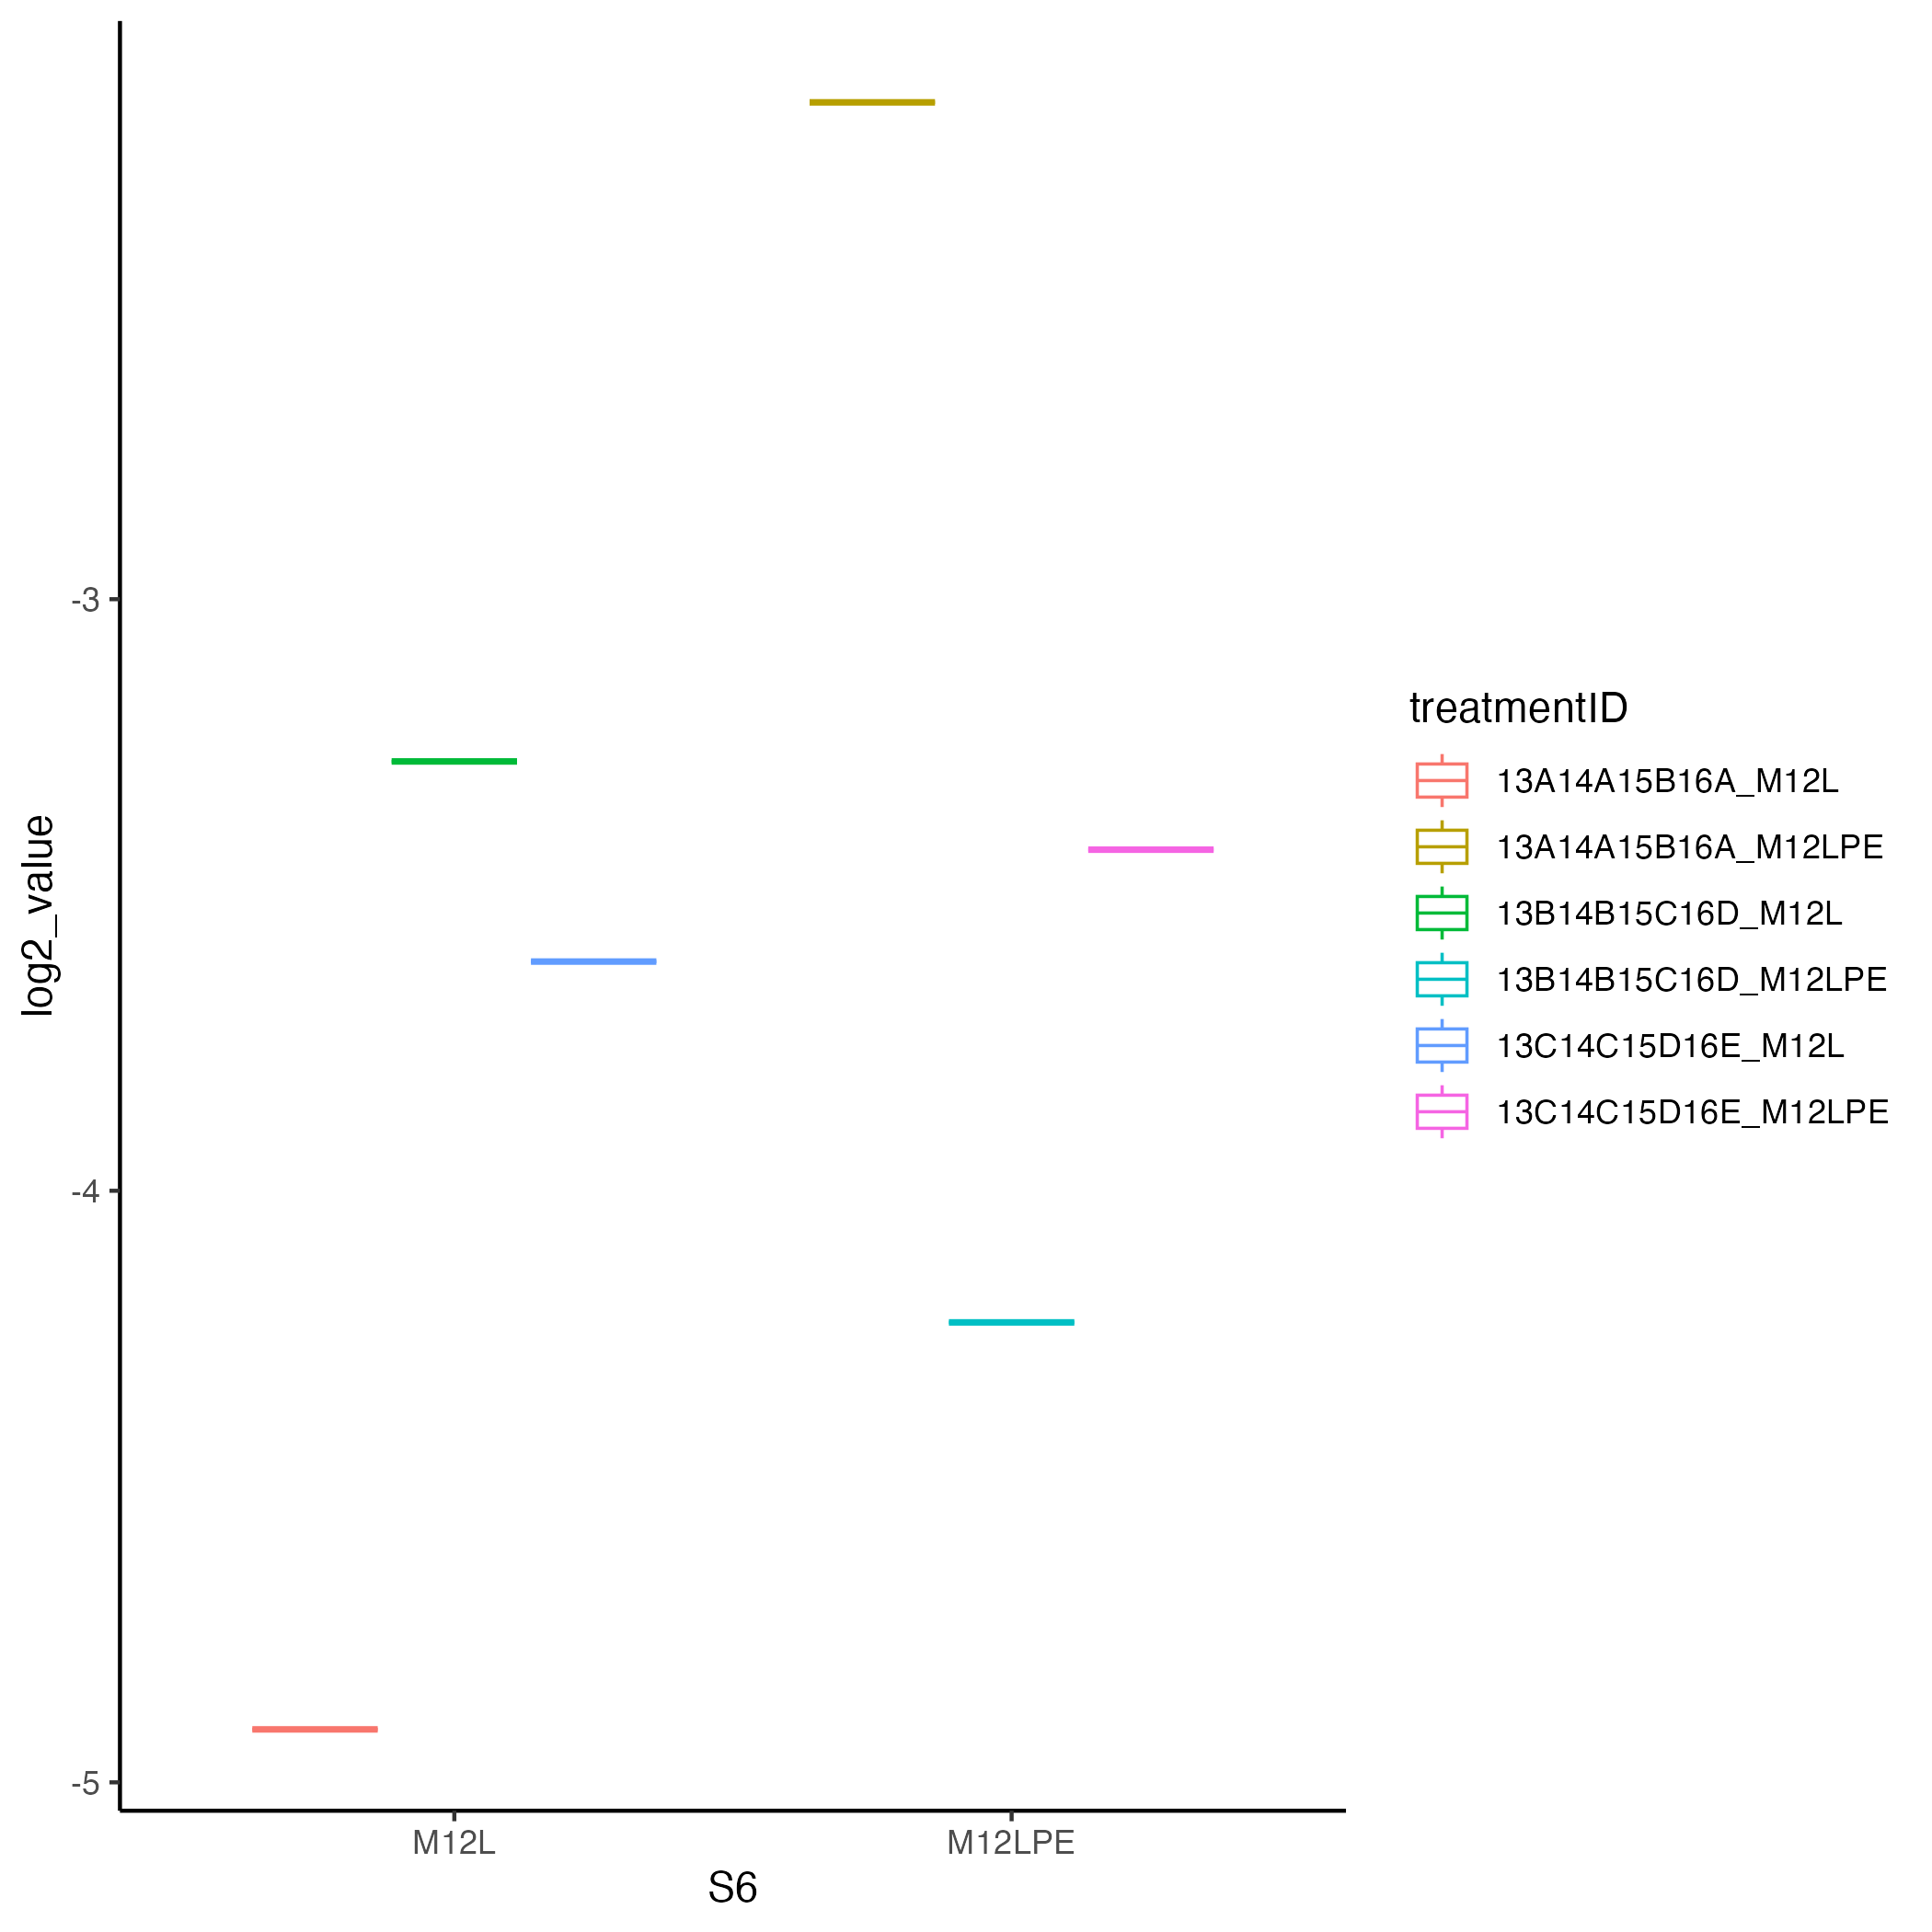 log2_value
-3
-4
-5
M12L
M12LPE
S6
treatmentID
13A14A15B16A_M12L
13A14A15B16A_M12LPE
13B14B15C16D_M12L
13B14B15C16D_M12LPE
13C14C15D16E_M12L
13C14C15D16E_M12LPE